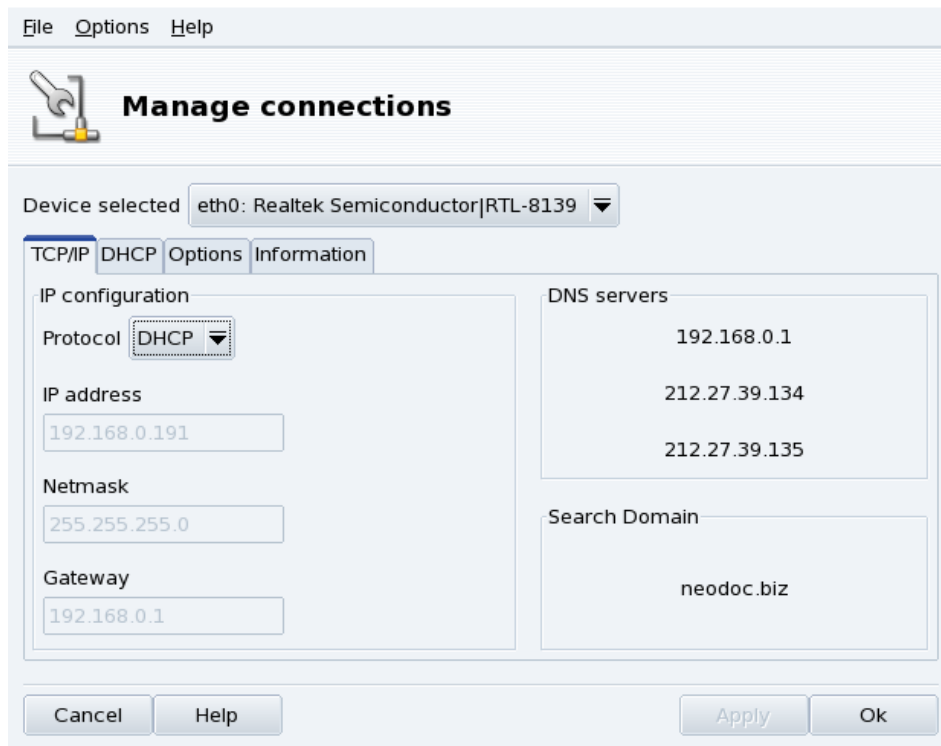 File Options Help
Manage connections
Device selected eth0: Realtek Semiconductor|RTL-8139
TCP/IP DHCP Options Information
IP configuration
Protocol DHCP
IP address
192.168.0.191
Netmask
255.255.255.0
Gateway
192.168.0.1
DNS servers
192.168.0.1
212.27.39.134
212.27.39.135
Search Domain
neodoc.biz
Cancel Help Apply Ok